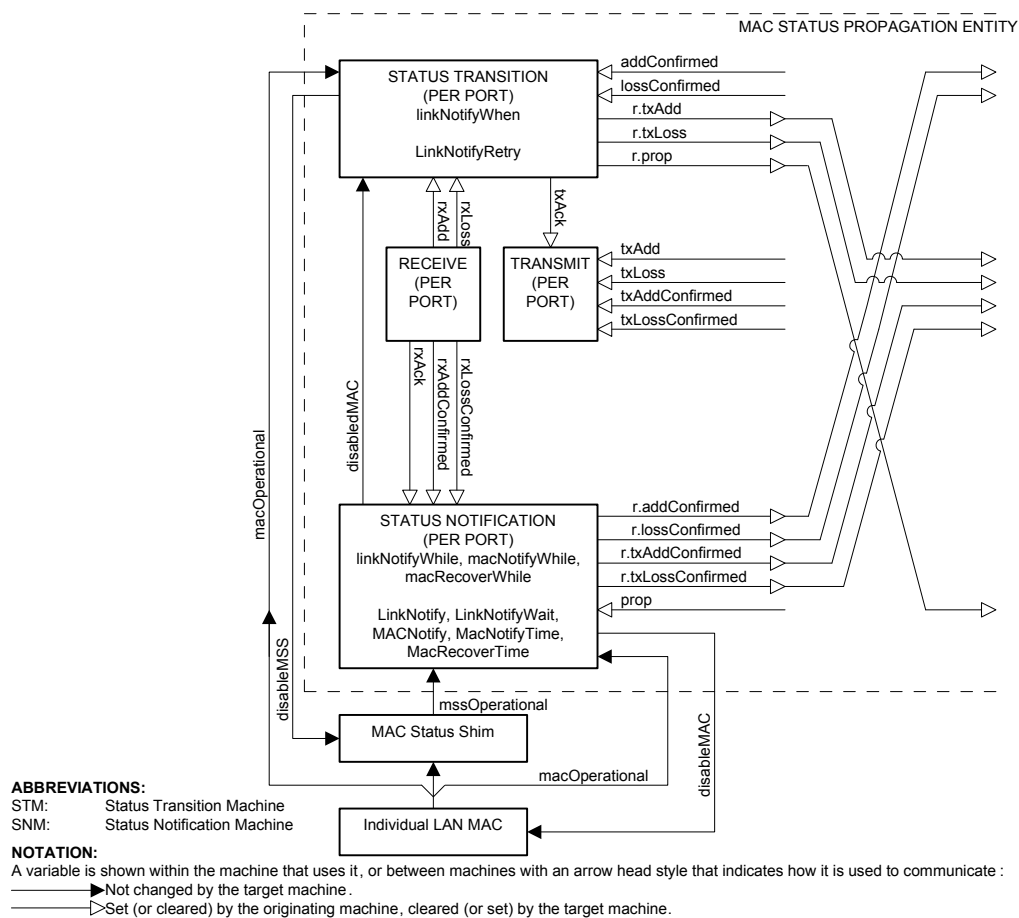 MAC STATUS PROPAGATION ENTITY
STATUS TRANSITION
(PER PORT)
linkNotifyWhen
LinkNotifyRetry
addConfirmed
lossConfirmed
r.txAdd
r.txLoss
r.prop
rxAdd
rxLoss
txAck
RECEIVE
(PER
PORT)
TRANSMIT
(PER
PORT)
txAdd
txLoss
txAddConfirmed
txLossConfirmed
rxAck
rxAddConfirmed
rxLossConfirmed
disabledMAC
macOperational
disableMSS
STATUS NOTIFICATION
(PER PORT)
linkNotifyWhile, macNotifyWhile,
macRecoverWhile
LinkNotify, LinkNotifyWait,
MACNotify, MacNotifyTime,
MacRecoverTime
r.addConfirmed
r.lossConfirmed
r.txAddConfirmed
r.txLossConfirmed
prop
mssOperational
MAC Status Shim
macOperational
disableMAC
Individual LAN MAC
ABBREVIATIONS:
STM: Status Transition Machine
SNM: Status Notification Machine
NOTATION:
A variable is shown within the machine that uses it, or between machines with an arrow head style that indicates how it is used to communicate :
Not changed by the target machine.
Set (or cleared) by the originating machine, cleared (or set) by the target machine.